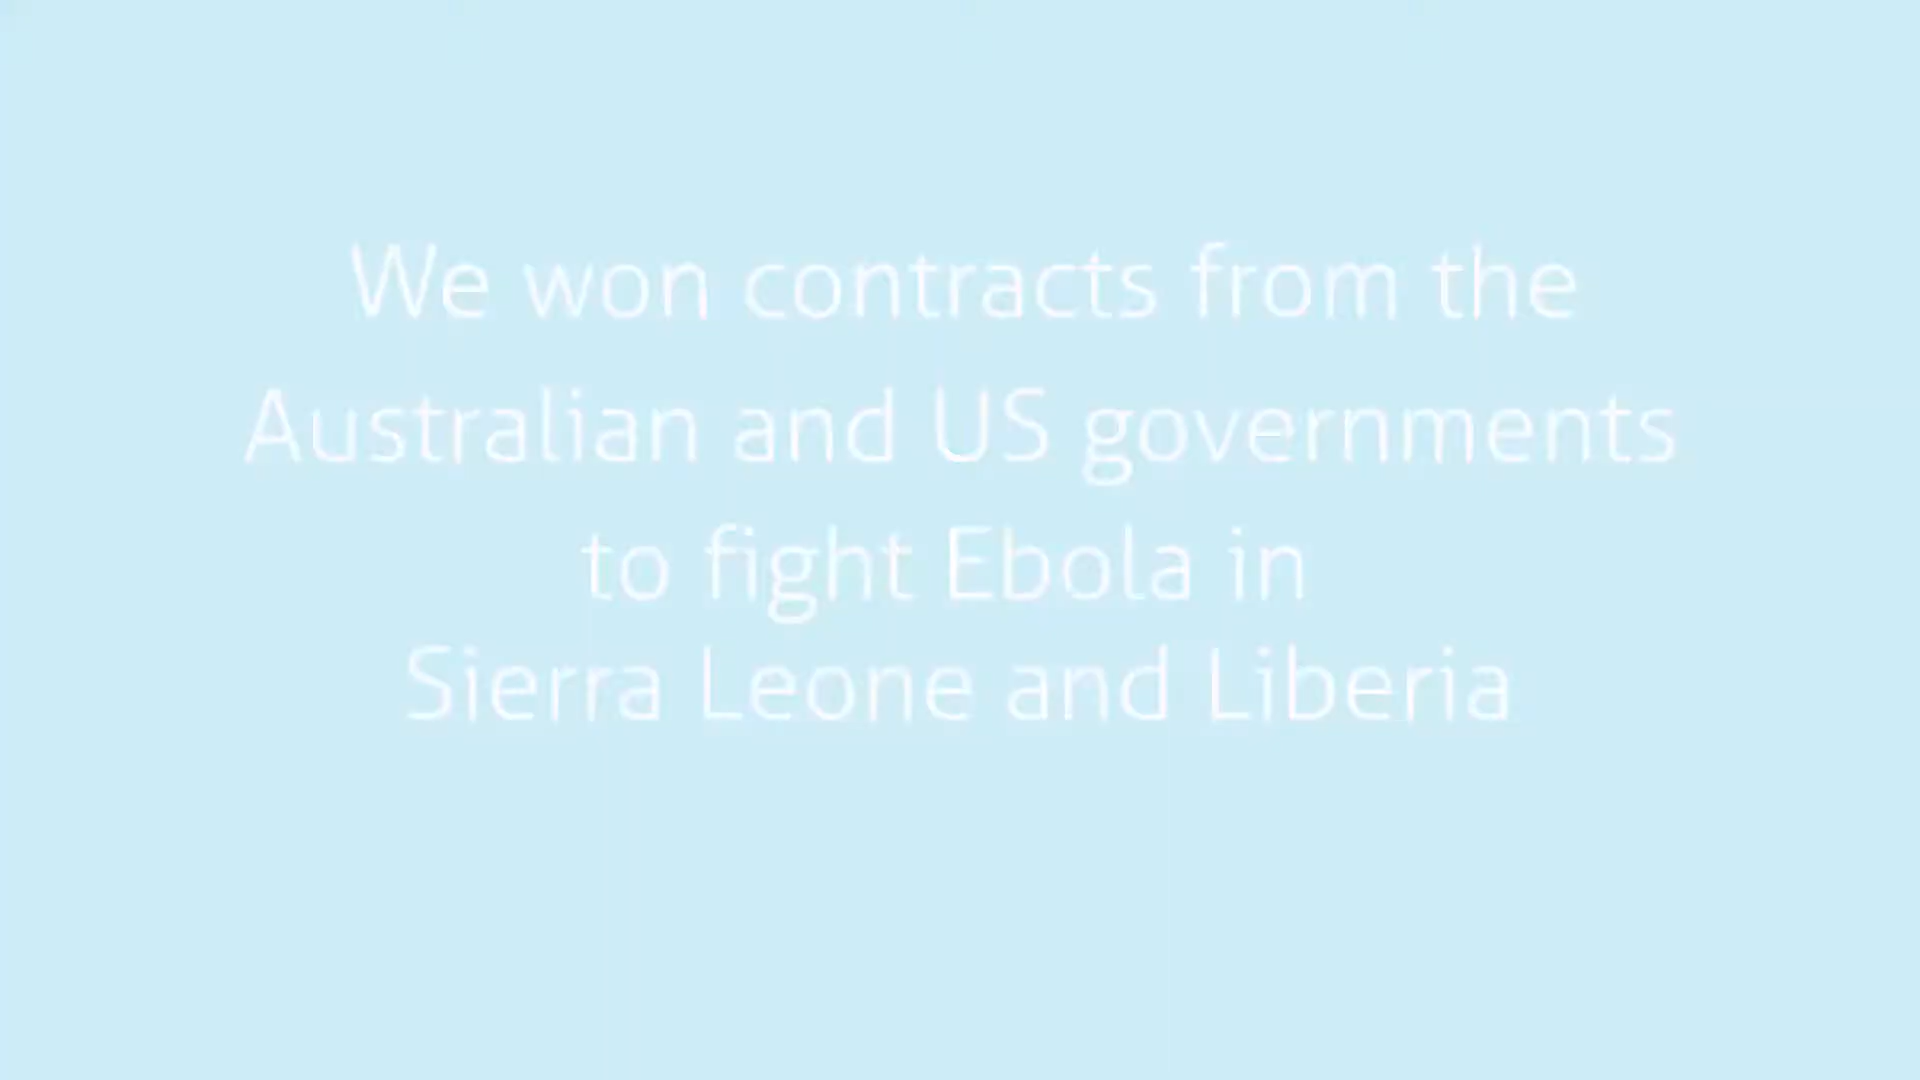 We won contracts from the
Australian and US governments
to fight Ebola in
Sierra Leone and Liberia